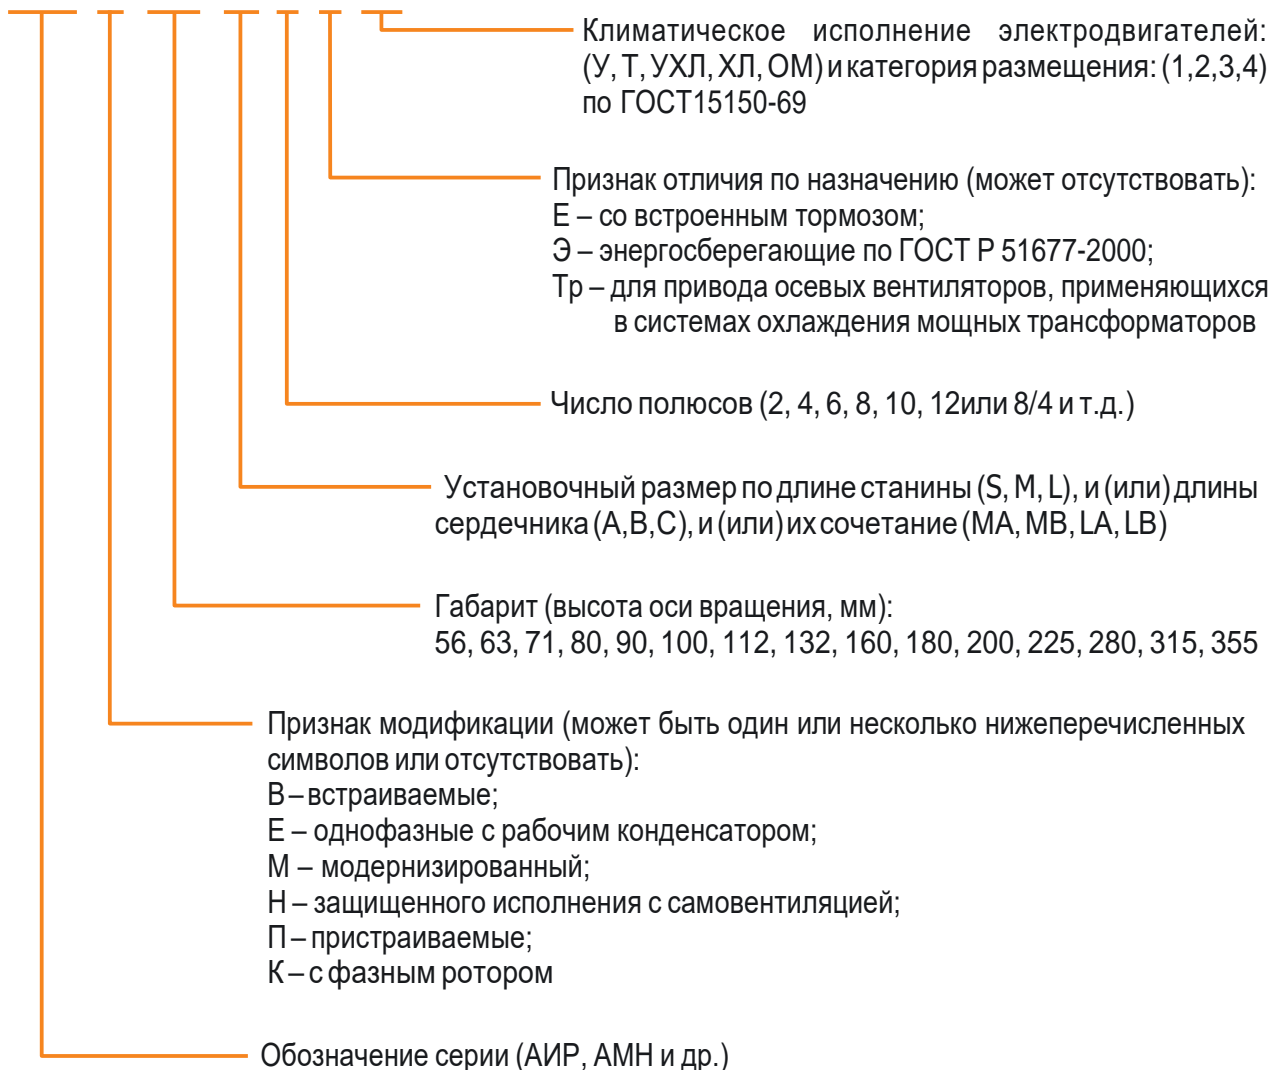 Климатическое исполнение электродвигателей:
(У, Т, УХЛ, ХЛ, ОМ) и категория размещения: (1,2,3,4)
по ГОСТ15150-69
Признак отличия по назначению (может отсутствовать):
Е – со встроенным тормозом;
Э – энергосберегающие по ГОСТ Р 51677-2000;
Тр – для привода осевых вентиляторов, применяющихся
в системах охлаждения мощных трансформаторов
Число полюсов (2, 4, 6, 8, 10, 12или 8/4 и т.д.)
Установочный размер по длине станины (S, M, L), и (или) длины
сердечника (А,В,С), и (или) их сочетание (МА, МВ, LA, LB)
Габарит (высота оси вращения, мм):
56, 63, 71, 80, 90, 100, 112, 132, 160, 180, 200, 225, 280, 315, 355
Признак модификации (может быть один или несколько нижеперечисленных
символов или отсутствовать):
В – встраиваемые;
Е – однофазные с рабочим конденсатором;
М – модернизированный;
Н – защищенного исполнения с самовентиляцией;
П – пристраиваемые;
К – с фазным ротором
Обозначение серии (АИР, АМН и др.)